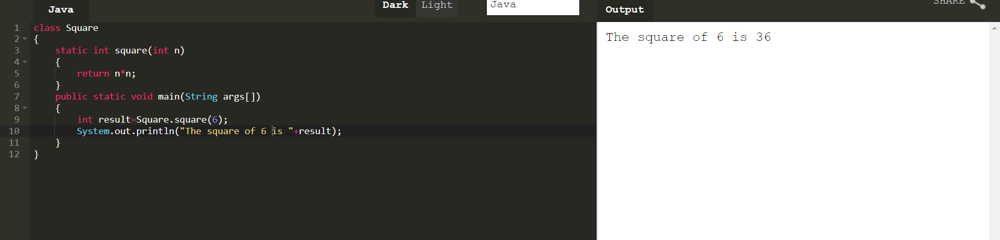 Java
Dark Light
Java
Output
SHARE
1 class Square
2 {
3     static int square(int n)
4     {
5         return n*n;
6     }
7     public static void main(String args[])
8     {
9         int result=Square.square(6);
10         System.out.println("The square of 6 is "+result);
11     }
12 }
The square of 6 is 36